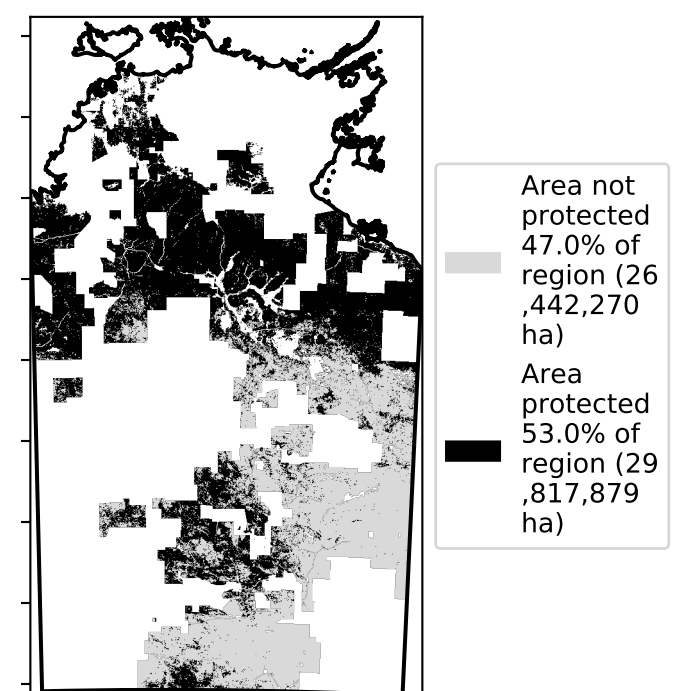 Area not
protected
47.0% of
region (26
,442,270
ha)
Area
protected
53.0% of
region (29
,817,879
ha)